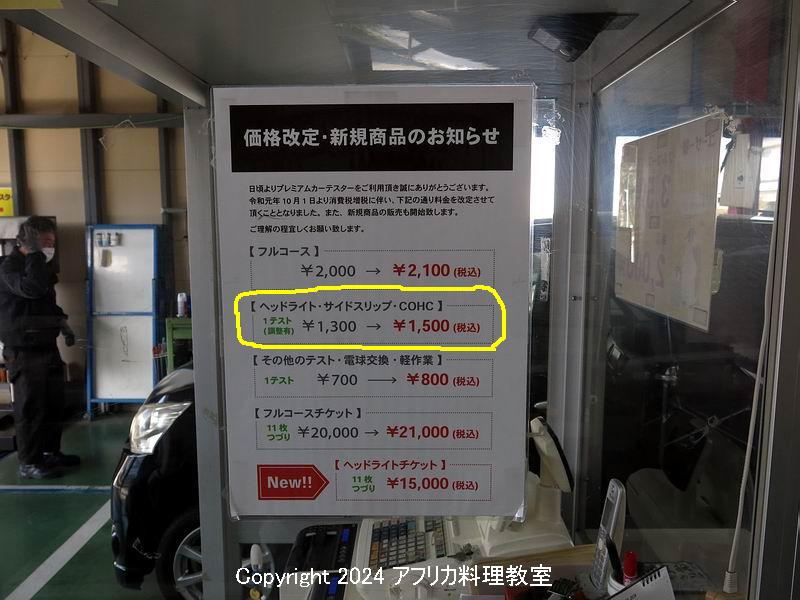 価格改定・新規商品のお知らせ
日頃よりプレミアムカーテスターをご利用頂き誠にありがとうございます。
令和元年10月1日より消費税増税に伴い、下記の通り料金を改定させて
頂くこととなりました。また、新規商品の販売も開始致します。
ご理解の程宜しくお願い致します。
【フルコース】
¥2,000 → ¥2,100 (税込)
【ヘッドライト・サイドスリップ・COHC】
1テスト
(調整有)
¥1,300 → ¥1,500 (税込)
【その他のテスト・電球交換・軽作業】
1テスト ¥700 → ¥800 (税込)
【フルコースチケット】
11枚
つづり
¥20,000 → ¥21,000 (税込)
New!!
【ヘッドライトチケット】
11枚
つづり
¥15,000 (税込)
Copyright 2024 アフリカ料理教室